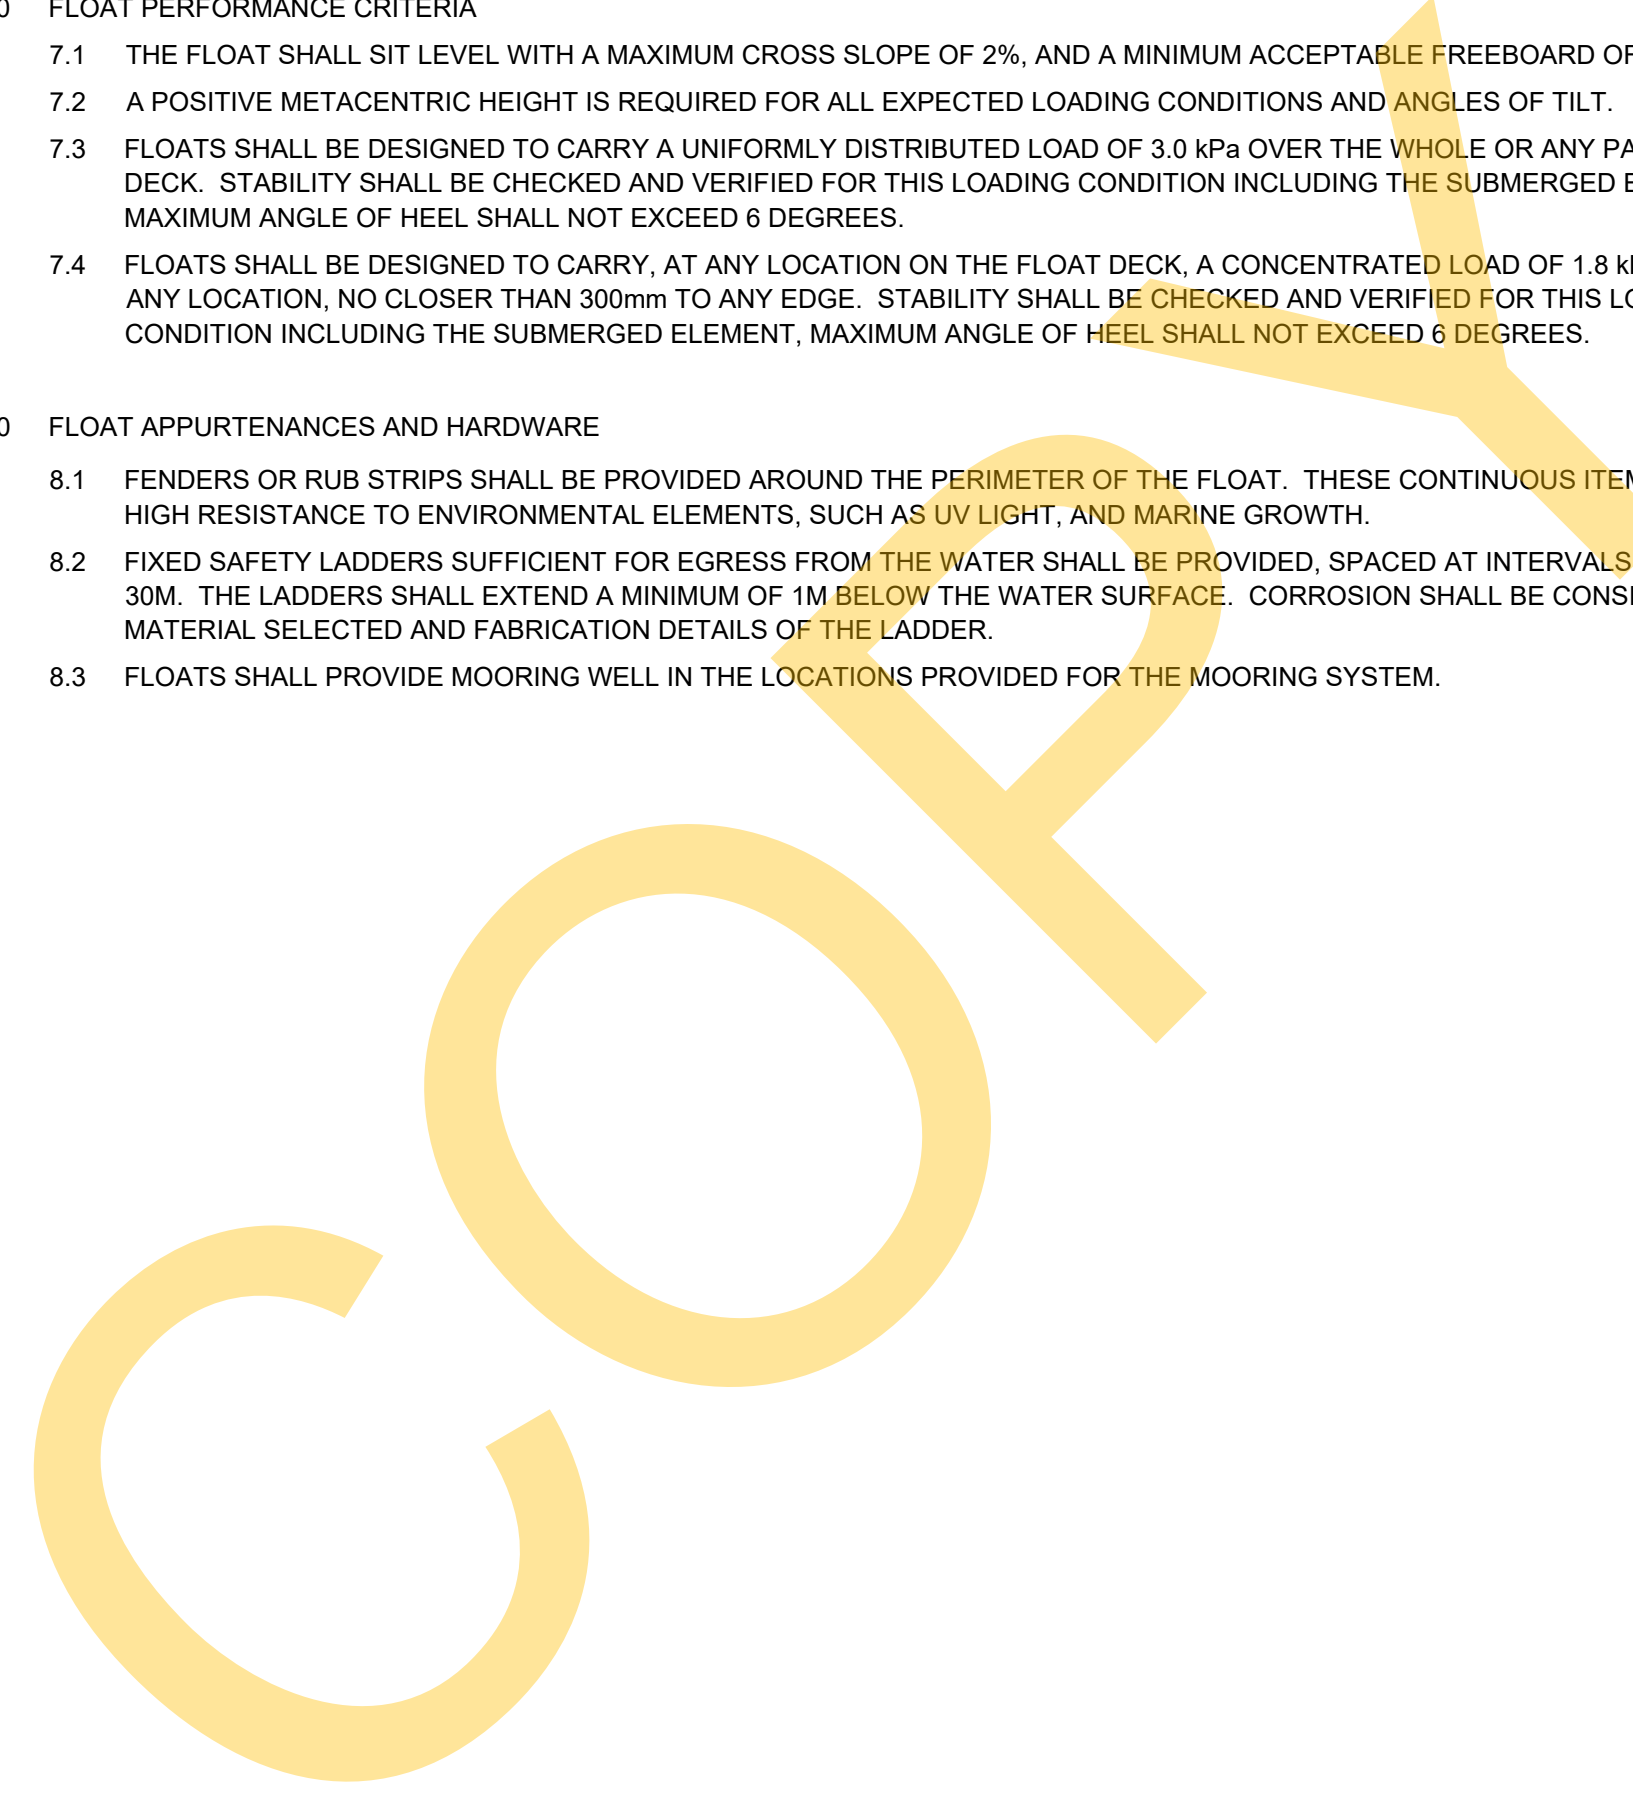 0 FLOAT PERFORMANCE CRITERIA
7.1 THE FLOAT SHALL SIT LEVEL WITH A MAXIMUM CROSS SLOPE OF 2%, AND A MINIMUM ACCEPTABLE FREEBOARD OF
7.2 A POSITIVE METACENTRIC HEIGHT IS REQUIRED FOR ALL EXPECTED LOADING CONDITIONS AND ANGLES OF TILT.
7.3 FLOATS SHALL BE DESIGNED TO CARRY A UNIFORMLY DISTRIBUTED LOAD OF 3.0 kPa OVER THE WHOLE OR ANY
DECK. STABILITY SHALL BE CHECKED AND VERIFIED FOR THIS LOADING CONDITION INCLUDING THE SUBMERGED
MAXIMUM ANGLE OF HEEL SHALL NOT EXCEED 6 DEGREES.
7.4 FLOATS SHALL BE DESIGNED TO CARRY, AT ANY LOCATION ON THE FLOAT DECK, A CONCENTRATED LOAD OF 1.8
ANY LOCATION, NO CLOSER THAN 300mm TO ANY EDGE. STABILITY SHALL BE CHECKED AND VERIFIED FOR THIS
CONDITION INCLUDING THE SUBMERGED ELEMENT, MAXIMUM ANGLE OF HEEL SHALL NOT EXCEED 6 DEGREES.
0 FLOAT APPURTENANCES AND HARDWARE
8.1 FENDERS OR RUB STRIPS SHALL BE PROVIDED AROUND THE PERIMETER OF THE FLOAT. THESE CONTINUOUS
HIGH RESISTANCE TO ENVIRONMENTAL ELEMENTS, SUCH AS UV LIGHT, AND MARINE GROWTH.
8.2 FIXED SAFETY LADDERS SUFFICIENT FOR EGRESS FROM THE WATER SHALL BE PROVIDED, SPACED AT INTERVALS
30M. THE LADDERS SHALL EXTEND A MINIMUM OF 1M BELOW THE WATER SURFACE. CORROSION SHALL BE
MATERIAL SELECTED AND FABRICATION DETAILS OF THE LADDER.
8.3 FLOATS SHALL PROVIDE MOORING WELL IN THE LOCATIONS PROVIDED FOR THE MOORING SYSTEM.
COPY